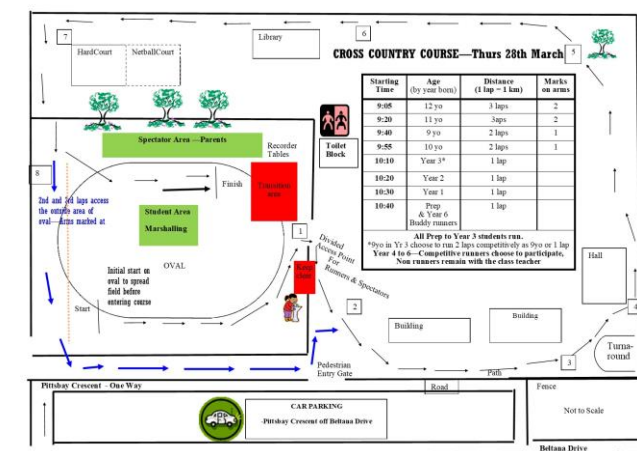 7
6
5
HardCourt
NetballCourt
Library
CROSS COUNTRY COURSE—Thurs 28th March
Starting Time
Age (by year born)
Distance (1 lap = 1 km)
Marks on arms
9:05 12 yo 3 laps 2
9:20 11 yo 3aps 2
9:40 9 yo 2 laps 1
9:55 10 yo 2 laps 1
10:10 Year 3* 1 lap
10:20 Year 2 1 lap
10:30 Year 1 1 lap
10:40 Prep & Year 6 Buddy runners 1 lap
All Prep to Year 3 students run.
*9yo in Yr 3 choose to run 2 laps competitively as 9yo or 1 lap
Year 4 to 6—Competitive runners choose to participate,
Non runners remain with the class teacher
Spectator Area —Parents
Recorder
Tables
Toilet
Block
8
2nd and 3rd laps access
the outside area of
oval—Arms marked at
Finish
Student Area
Marshalling
1
Divided
Access Point
For
Runners & Spectators
OVAL
Initial start on
oval to spread
field before
entering course
Start
Keep
2
Building
Building
Hall
4
Turna-
round
3
Path
Pedestrian
Entry Gate
Road
Pittsbay Crescent - One Way
Fence
CAR PARKING
-Pittsbay Crescent off Beltana Drive
Not to Scale
Beltana Drive